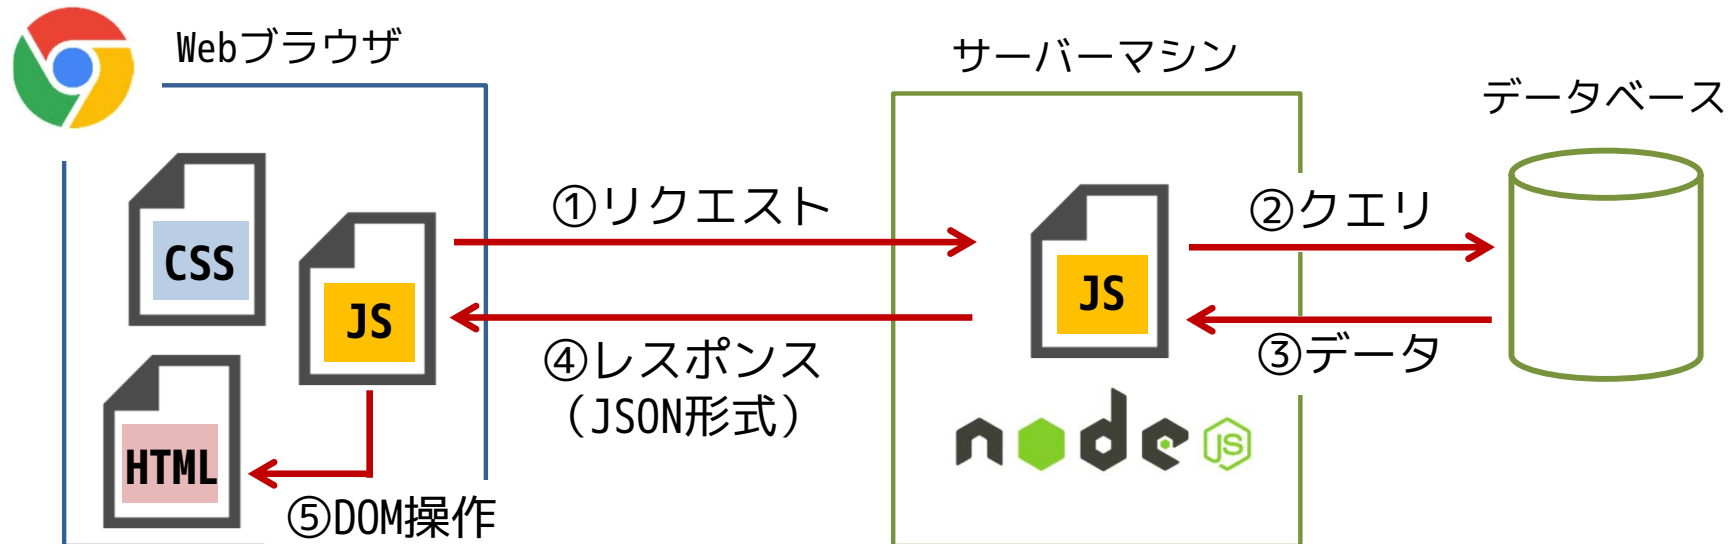 Webブラウザ
サーバーマシン
データベース
CSS
JS
HTML
①リクエスト
④レスポンス
（JSON形式）
⑤DOM操作
JS
node
JS
②クエリ
③データ